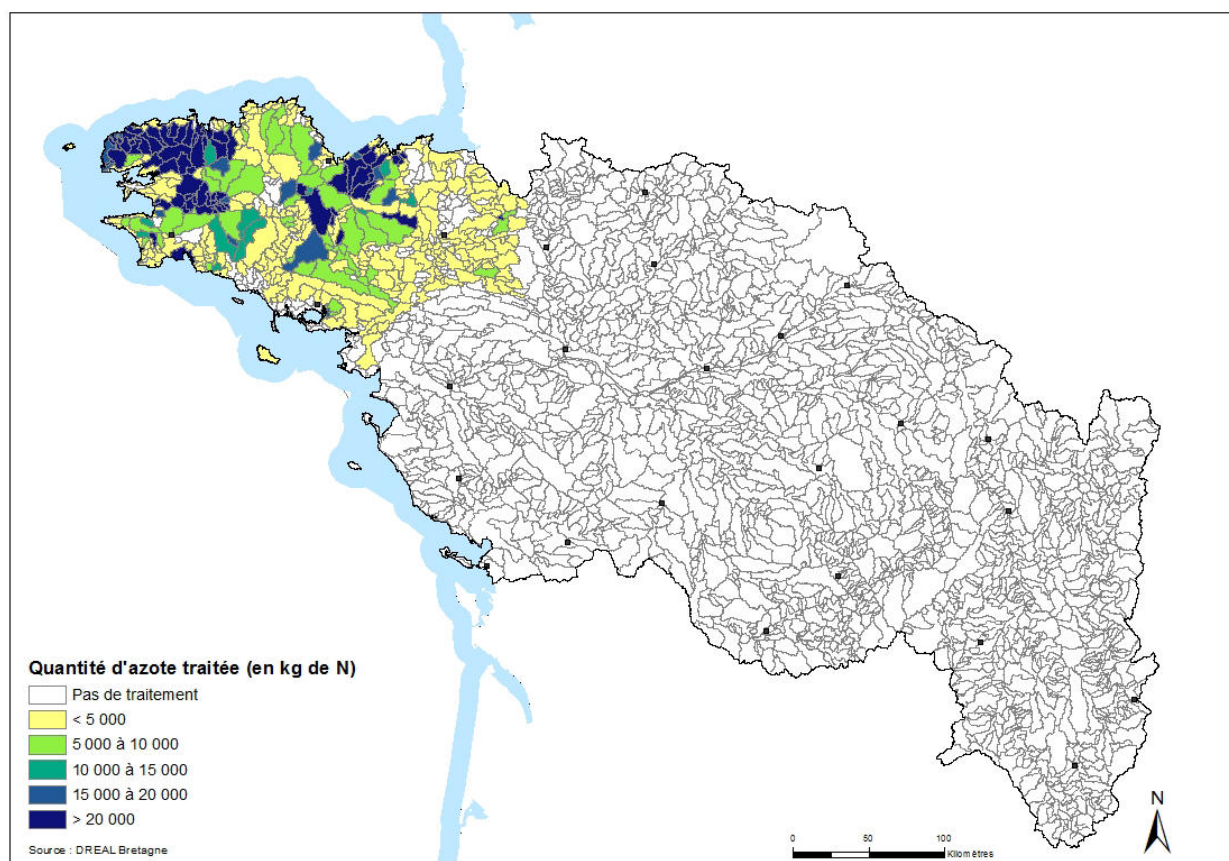 Quantité d'azote traitée (en kg de N)
Pas de traitement
< 5 000
5 000 à 10 000
10 000 à 15 000
15 000 à 20 000
> 20 000
Source : DREAL Bretagne
N
0 50 100
Kilomètres